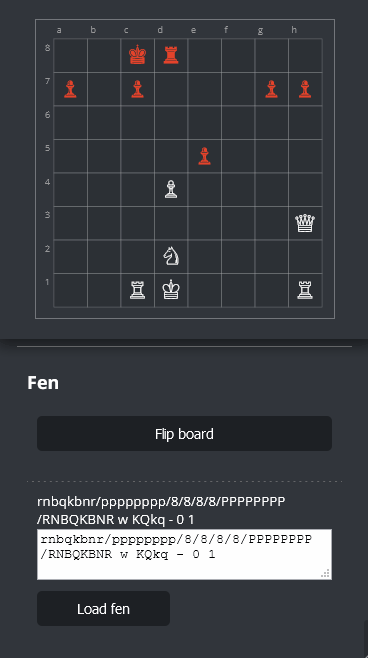 a b c d e f g h
8
7
6
5
4
3
2
1
Fen
Flip board
rnbqkbnr/pppppppp/8/8/8/8/PPPPPPPP
/RNBQKBNR w KQkq - 0 1
rnbqkbnr/pppppppp/8/8/8/8/PPPPPPPP
/RNBQKBNR w KQkq - 0 1
Load fen